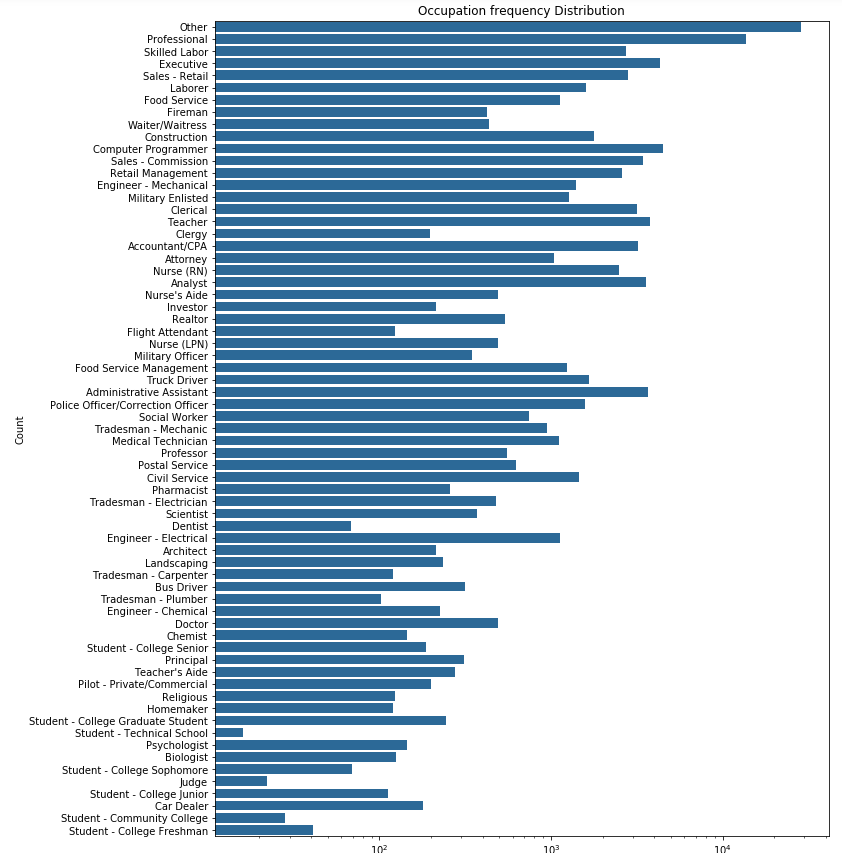 Occupation frequency Distribution
Other
Professional
Skilled Labor
Executive
Sales - Retail
Laborer
Food Service
Fireman
Waiter/Waitress
Construction
Computer Programmer
Sales - Commission
Retail Management
Engineer - Mechanical
Military Enlisted
Clerical
Teacher
Clergy
Accountant/CPA
Attorney
Nurse (RN)
Analyst
Nurse's Aide
Investor
Realtor
Flight Attendant
Nurse (LPN)
Military Officer
Food Service Management
Truck Driver
Administrative Assistant
Police Officer/Correction Officer
Social Worker
Tradesman - Mechanic
Medical Technician
Professor
Postal Service
Civil Service
Pharmacist
Tradesman - Electrician
Scientist
Dentist
Engineer - Electrical
Architect
Landscaping
Tradesman - Carpenter
Bus Driver
Tradesman - Plumber
Engineer - Chemical
Doctor
Chemist
Student - College Senior
Principal
Teacher's Aide
Pilot - Private/Commercial
Religious
Homemaker
Student - College Graduate Student
Student - Technical School
Psychologist
Biologist
Student - College Sophomore
Judge
Student - College Junior
Car Dealer
Student - Community College
Student - College Freshman
Count
10² 10³ 10⁴